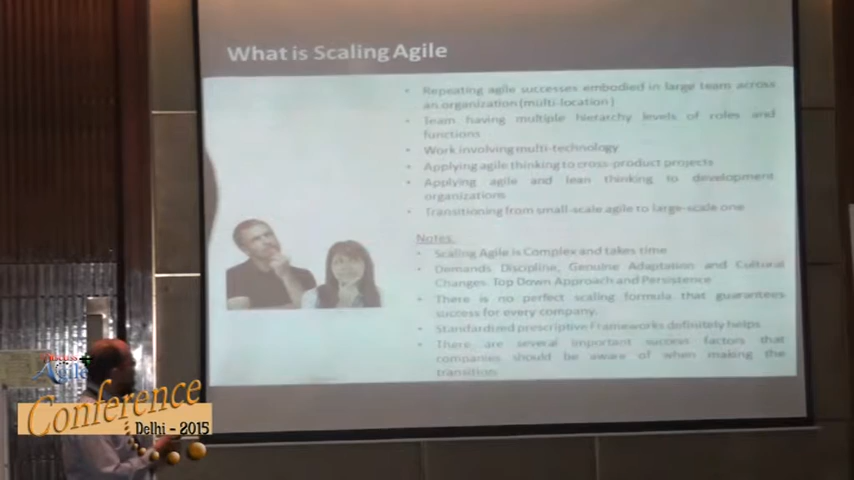 What is Scaling Agile
• Repeating agile successes embodied in large team across
an organization (multi-location)
• Team having multiple hierarchy levels of roles and
functions
• Work involving multi-technology
• Applying agile thinking to cross-product projects
• Applying agile and lean thinking to development
organizations
• Transitioning from small-scale agile to large-scale one
Notes:
• Scaling Agile is Complex and takes time
• Demands Discipline, Genuine Adaptation and Cultural
Changes. Top Down Approach and Persistence
• There is no perfect scaling formula that guarantees
success for every company.
• Standardized prescriptive Frameworks definitely helps
• There are several important success factors that
companies should be aware of when making the
transition
Discuss
Agile
Conference
Delhi - 2015